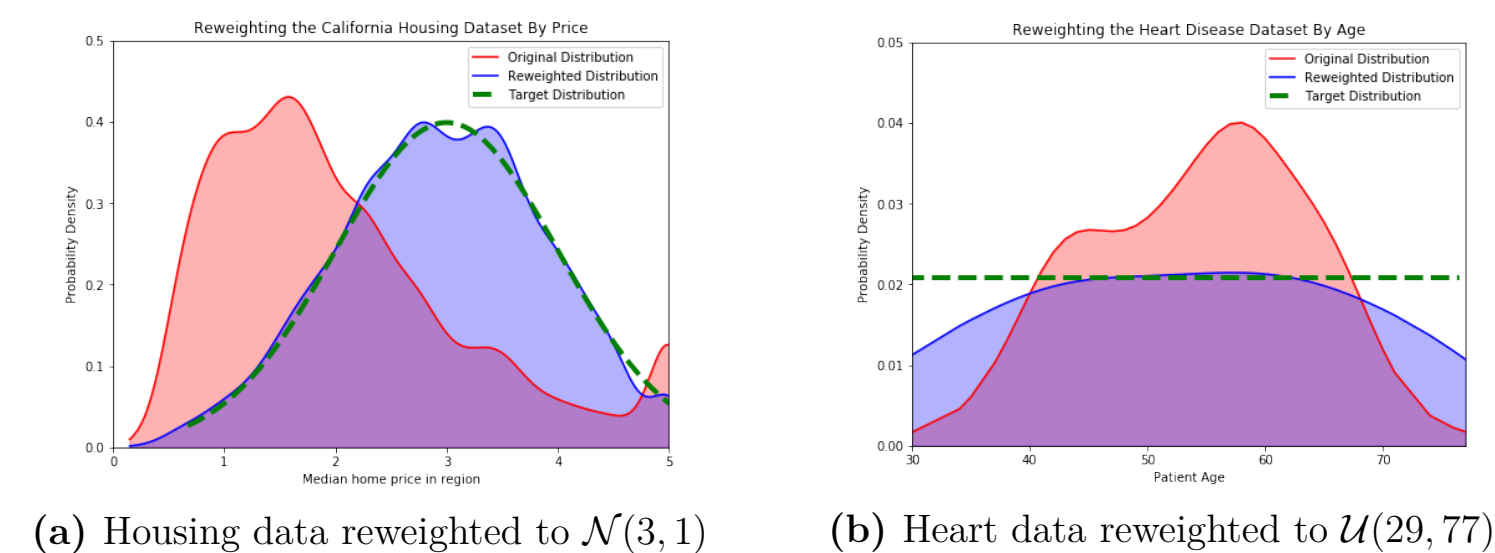 Reweighting the California Housing Dataset By Price
0.5
0.4
0.3
0.2
0.1
0.0
Probability Density
Original Distribution
Reweighted Distribution
Target Distribution
0 1 2 3 4 5
Median home price in region
(a) Housing data reweighted to 𝒩(3, 1)
Reweighting the Heart Disease Dataset By Age
0.05
0.04
0.03
0.02
0.01
0.00
Probability Density
Original Distribution
Reweighted Distribution
Target Distribution
30 40 50 60 70
Patient Age
(b) Heart data reweighted to 𝒰(29, 77)